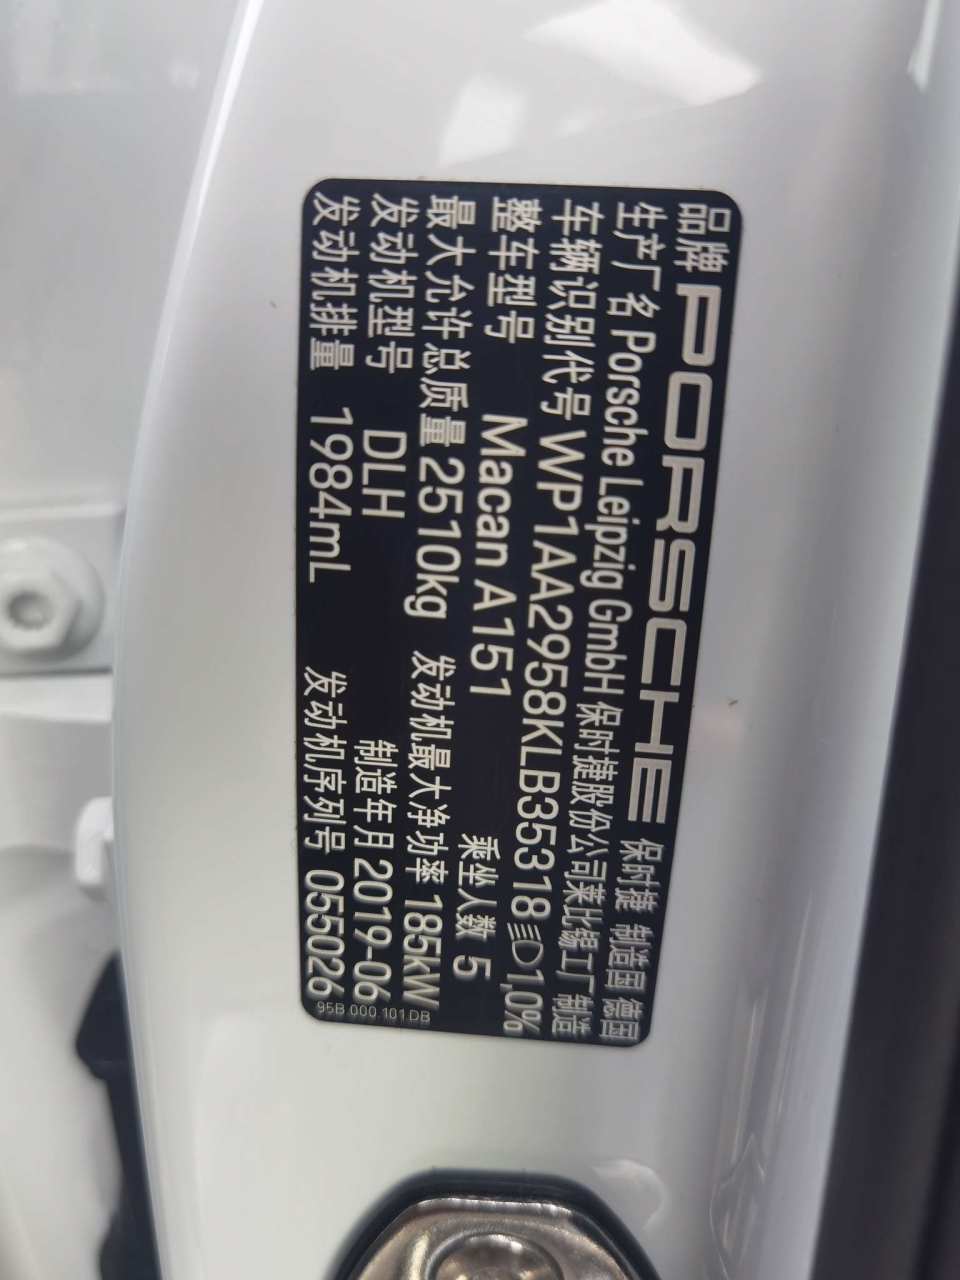 品牌 PORSCHE 保时捷 制造国 德国
生产厂名 Porsche Leipzig GmbH 保时捷股份公司莱比锡工厂制造
车辆识别代号 WP1AA2958KLB35318 1,0%
整车型号 Macan A151 乘坐人数 5
最大允许总质量 2510kg 发动机最大净功率 185kW
发动机型号 DLH 制造年月 2019-06
发动机排量 1984mL 发动机序列号 055026
95B.000.101.DB